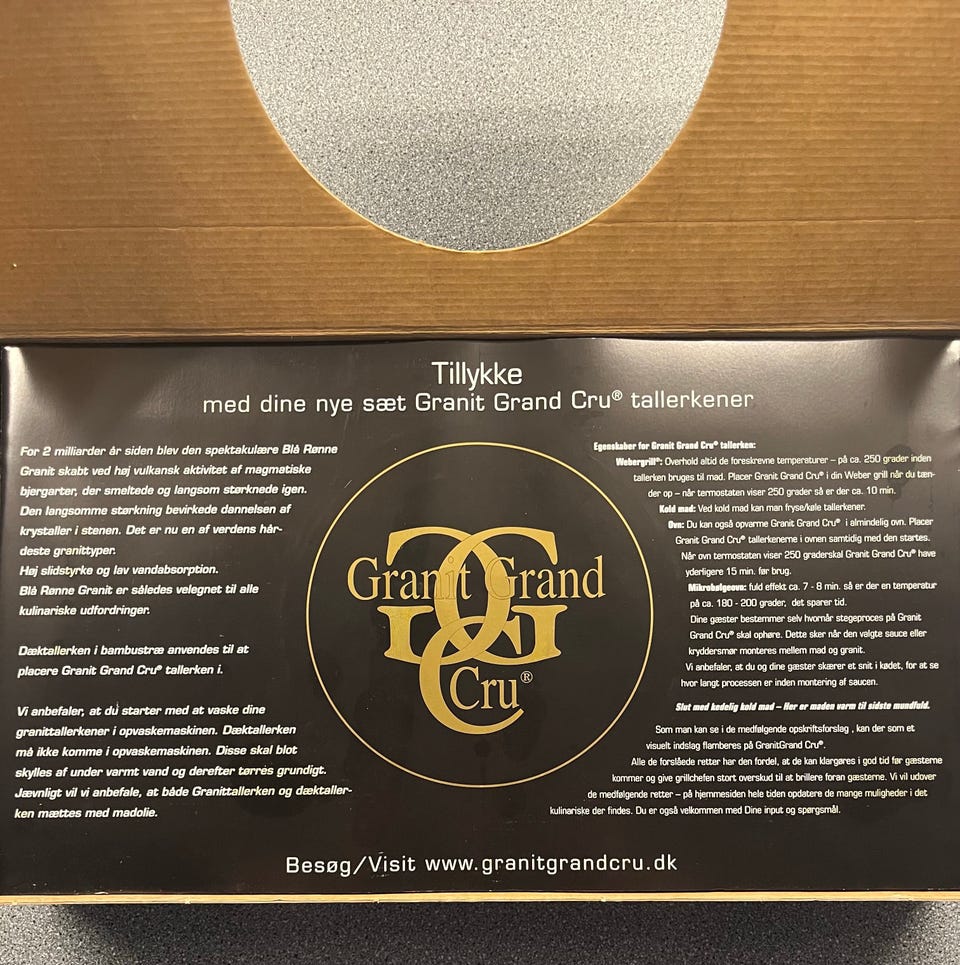 Tillykke
med dine nye sæt Granit Grand Cru® tallerkener
For 2 milliarder år siden blev den spektakulære Blå Rønne
Granit skabt ved høj vulkansk aktivitet af magmatiske
bjergarter, der smeltede og langsom størknede igen.
Den langsomme størkning bevirkede dannelsen af
krystaller i stenen. Det er nu en af verdens hår-
deste granittyper.
Høj slidstyrke og lav vandabsorption.
Blå Rønne Granit er således velegnet til alle
kulinariske udfordringer.
Dæktallerken i bambustræ anvendes til at
placere Granit Grand Cru® tallerken i.
Vi anbefaler, at du starter med at vaske dine
granittallerkener i opvaskemaskinen. Dæktallerken
må ikke komme i opvaskemaskinen. Disse skal blot
skylles af under varmt vand og derefter tørres grundigt.
Jævnligt vil vi anbefale, at både Granittallerken og dæktaller-
ken mættes med madolie.
Granit Grand
Cru®
Egenskaber for Granit Grand Cru® tallerken:
Webergrill®: Overhold altid de foreskrevne temperaturer – på ca. 250 grader inden
tallerken bruges til mad. Placer Granit Grand Cru® i din Weber grill når du tæn-
der op – når termostaten viser 250 grader så er der ca. 10 min.
Kold mad: Ved kold mad kan man fryse/køle tallerkener.
Ovn: Du kan også opvarme Granit Grand Cru® i almindelig ovn. Placer
Granit Grand Cru® tallerkenerne i ovnen samtidig med den startes.
Når ovn termostaten viser 250 graderskal Granit Grand Cru® have
yderligere 15 min. før brug.
Mikrobølgeovn: fuld effekt ca. 7 - 8 min. så er der en temperatur
på ca. 180 - 200 grader, det sparer tid.
Dine gæster bestemmer selv hvornår stegeproces på Granit
Grand Cru® skal ophøre. Dette sker når den valgte sauce eller
kryddersmør monteres mellem mad og granit.
Vi anbefaler, at du og dine gæster skærer et snit i kødet, for at se
hvor langt processen er inden montering af saucen.
Slut med kedelig kold mad – Her er maden varm til sidste mundfuld.
Som man kan se i de medfølgende opskriftsforslag , kan der som et
visuelt indslag flamberes på GranitGrand Cru®.
Alle de forslåede retter har den fordel, at de kan klargøres i god tid før gæsterne
kommer og give grillchefen stort overskud til at brillere foran gæsterne. Vi vil udover
de medfølgende retter – på hjemmesiden hele tiden opdatere de mange muligheder i det
kulinariske der findes. Du er også velkommen med Dine input og spørgsmål.
Besøg/Visit www.granitgrandcru.dk